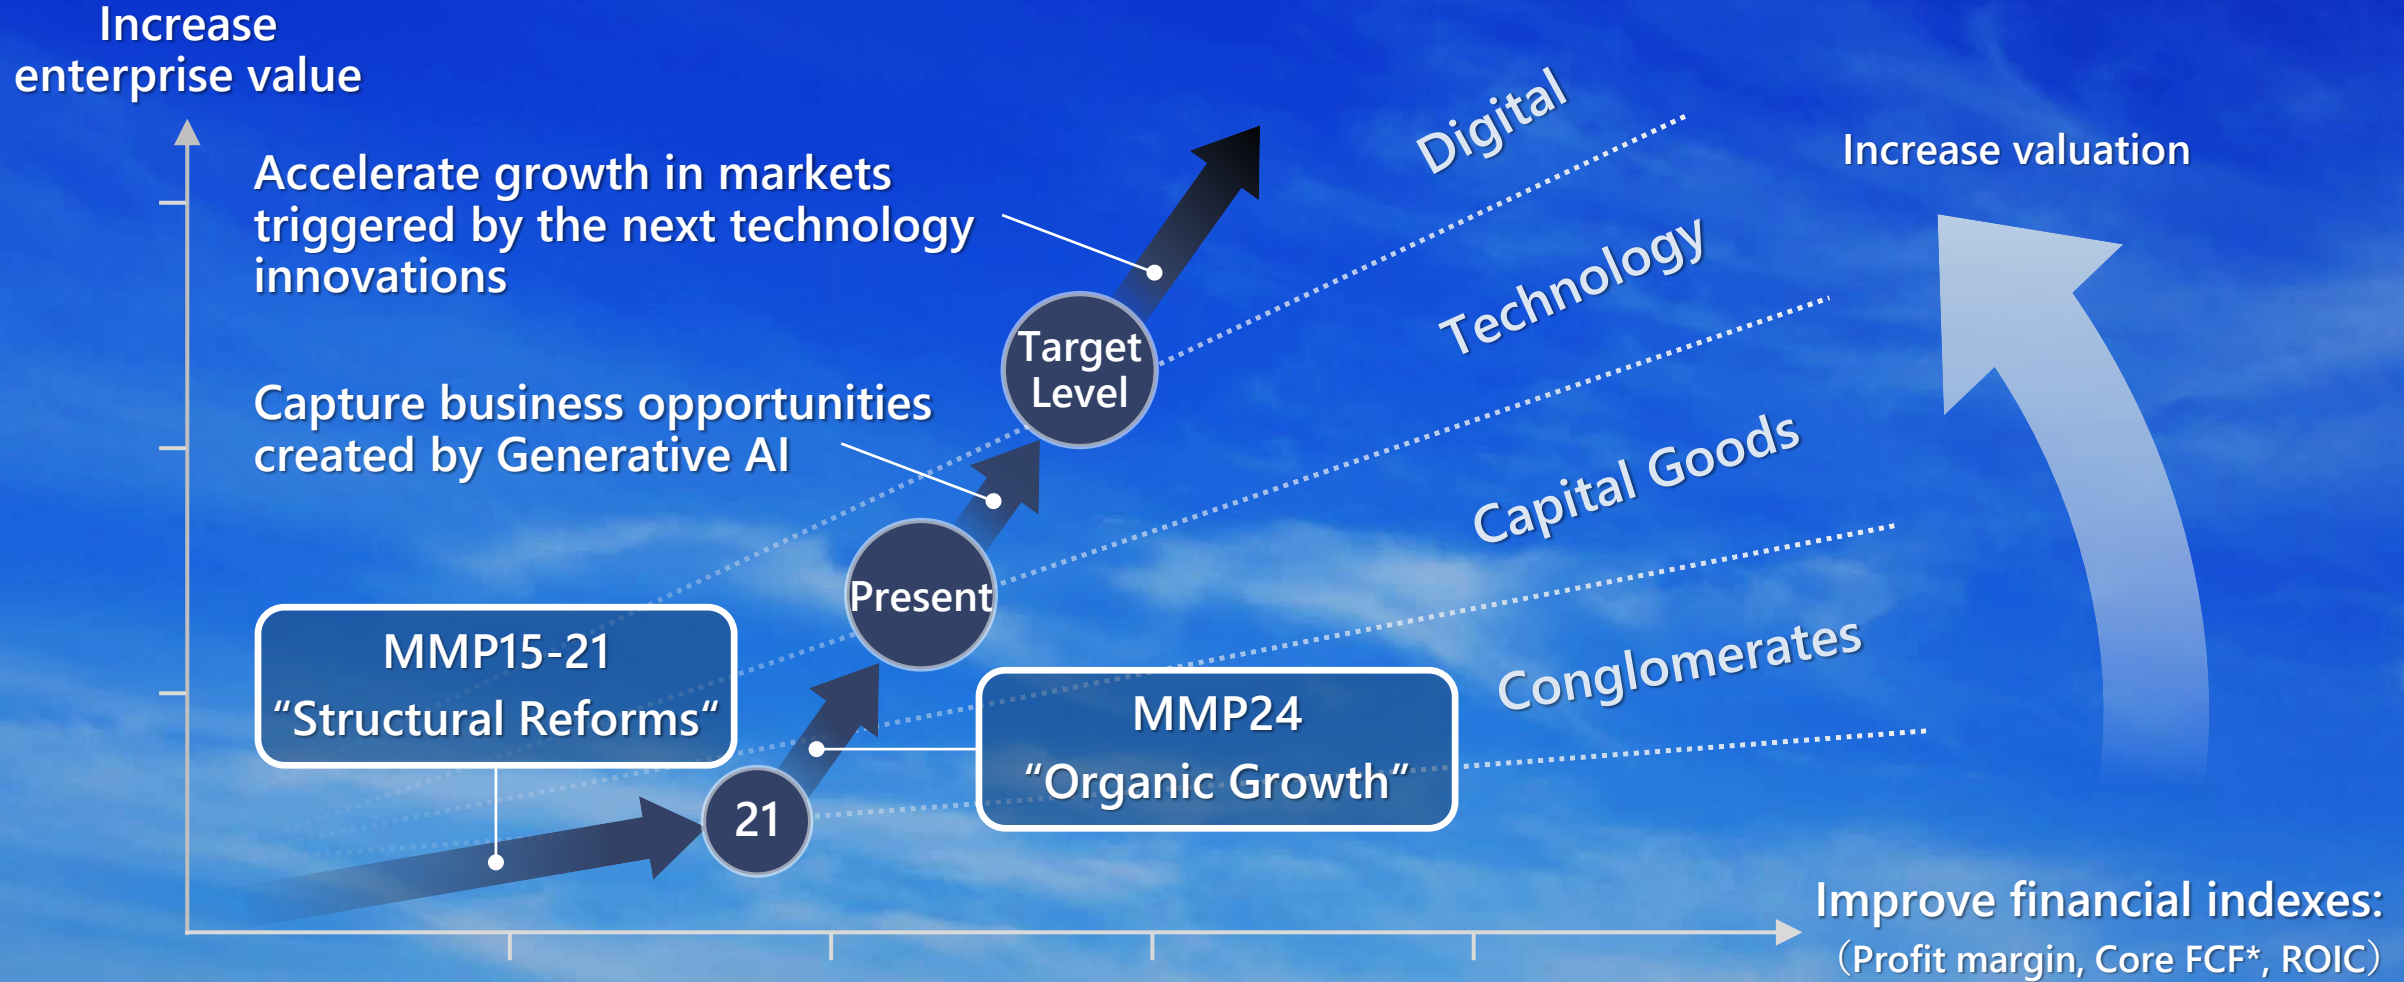 Increase
enterprise value
Accelerate growth in markets
triggered by the next technology
innovations
Capture business opportunities
created by Generative AI
Target
Level
Present
21
MMP15-21
“Structural Reforms“
MMP24
“Organic Growth”
Digital
Technology
Capital Goods
Conglomerates
Increase valuation
Improve financial indexes:
（Profit margin, Core FCF*, ROIC）